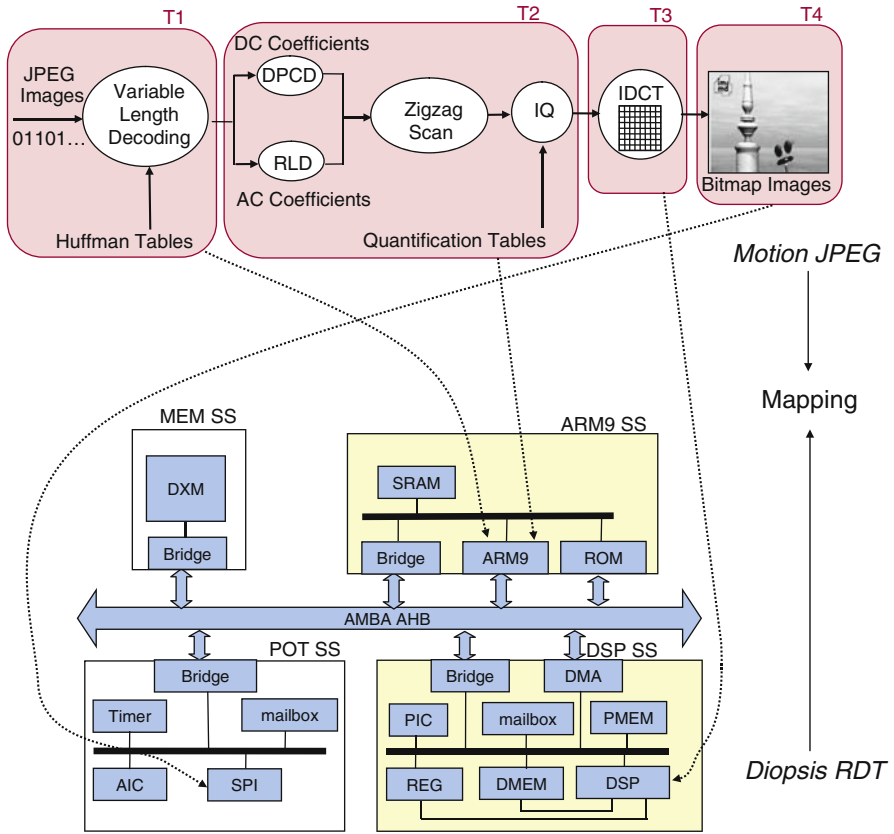 T1
T2
T3
T4
JPEG
Images
01101...
Variable
Length
Decoding
Huffman Tables
DC Coefficients
DPCD
RLD
AC Coefficients
Zigzag
Scan
IQ
Quantification Tables
IDCT
Bitmap Images
Motion JPEG
Mapping
Diopsis RDT
MEM SS
DXM
Bridge
ARM9 SS
SRAM
Bridge
ARM9
ROM
AMBA AHB
POT SS
Bridge
Timer
mailbox
AIC
SPI
DSP SS
Bridge
DMA
PIC
mailbox
PMEM
REG
DMEM
DSP